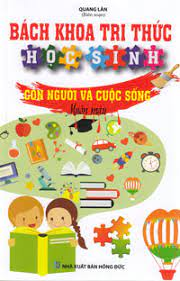 QUANG LÂN
(Biên soạn)
BÁCH KHOA TRI THỨC
HỌC SINH
CON NGƯỜI VÀ CUỘC SỐNG
NHÀ XUẤT BẢN HỒNG ĐỨC